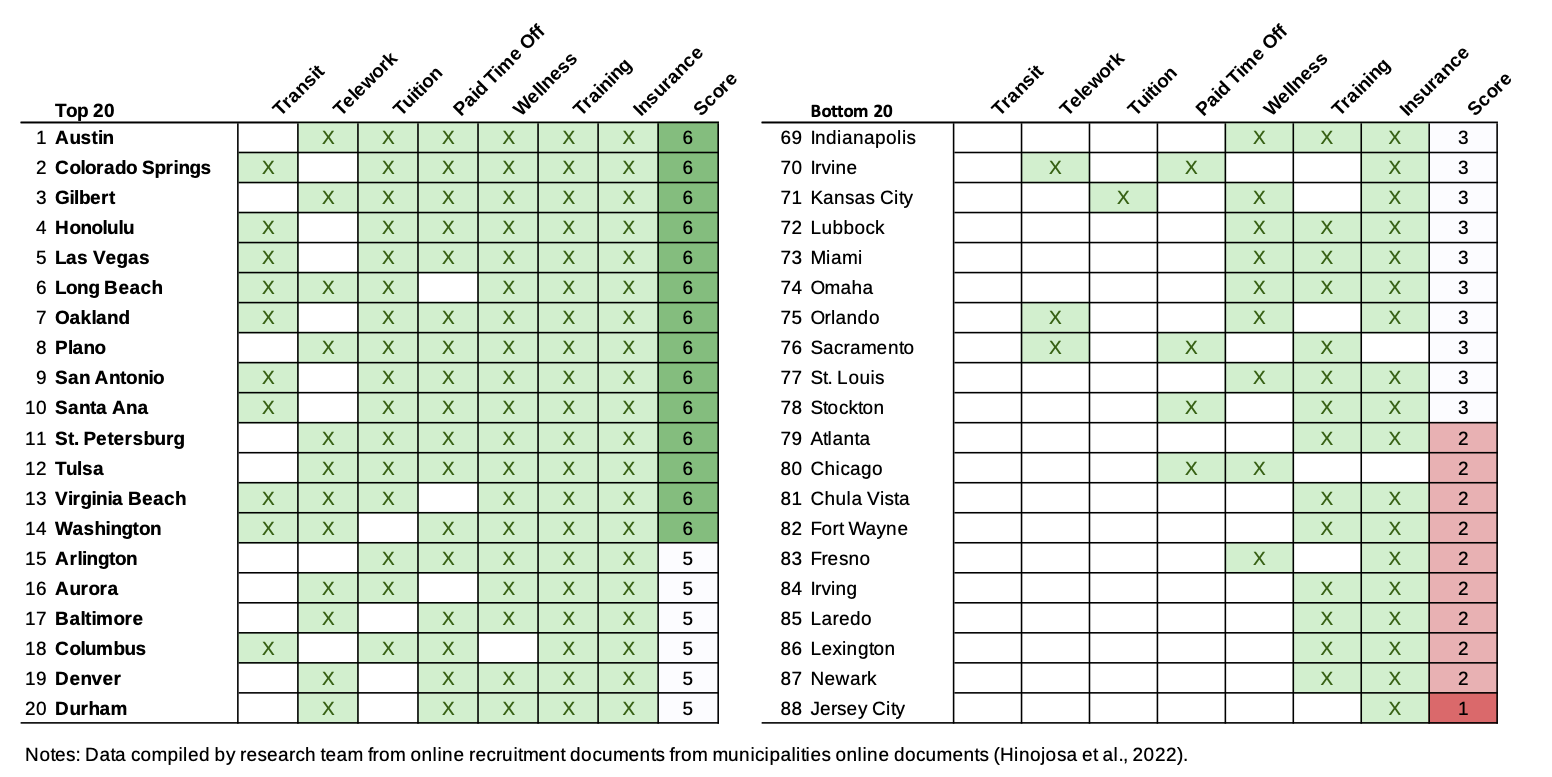 Top 20 Transit Telework Tuition Paid Time Off Wellness Training Insurance Score
1 Austin X X X X X X 6
2 Colorado Springs X X X X X X 6
3 Gilbert X X X X X X 6
4 Honolulu X X X X X X 6
5 Las Vegas X X X X X X 6
6 Long Beach X X X X X X 6
7 Oakland X X X X X X 6
8 Plano X X X X X X 6
9 San Antonio X X X X X X 6
10 Santa Ana X X X X X X 6
11 St. Petersburg X X X X X X 6
12 Tulsa X X X X X X 6
13 Virginia Beach X X X X X X 6
14 Washington X X X X X X 6
15 Arlington X X X X X 5
16 Aurora X X X X X 5
17 Baltimore X X X X X 5
18 Columbus X X X X X 5
19 Denver X X X X X 5
20 Durham X X X X X 5
Bottom 20 Transit Telework Tuition Paid Time Off Wellness Training Insurance Score
69 Indianapolis X X X 3
70 Irvine X X X 3
71 Kansas City X X X 3
72 Lubbock X X X 3
73 Miami X X X 3
74 Omaha X X X 3
75 Orlando X X X 3
76 Sacramento X X X 3
77 St. Louis X X X 3
78 Stockton X X X 3
79 Atlanta X X 2
80 Chicago X X 2
81 Chula Vista X X 2
82 Fort Wayne X X 2
83 Fresno X X 2
84 Irving X X 2
85 Laredo X X 2
86 Lexington X X 2
87 Newark X X 2
88 Jersey City X 1
Notes: Data compiled by research team from online recruitment documents from municipalities online documents (Hinojosa et al., 2022).